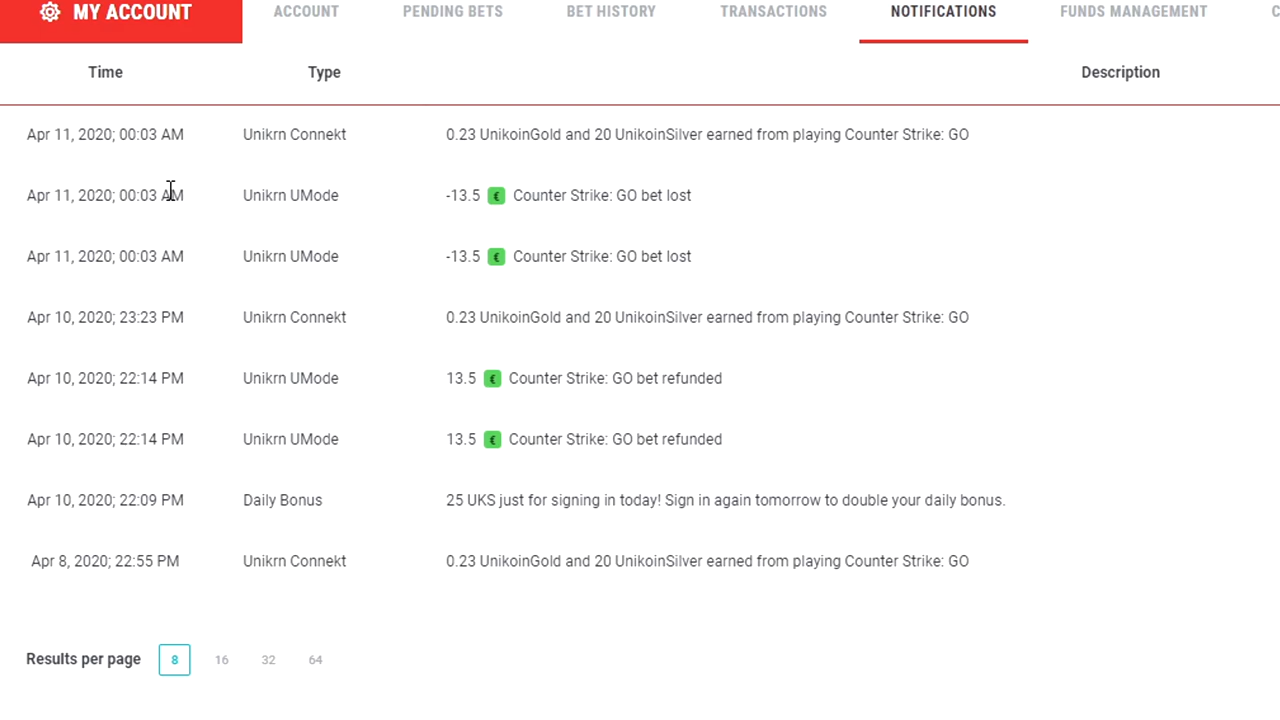 MY ACCOUNT ACCOUNT PENDING BETS BET HISTORY TRANSACTIONS NOTIFICATIONS FUNDS MANAGEMENT C
Time Type Description
Apr 11, 2020; 00:03 AM Unikrn Connekt 0.23 UnikoinGold and 20 UnikoinSilver earned from playing Counter Strike: GO
Apr 11, 2020; 00:03 AM Unikrn UMode -13.5 € Counter Strike: GO bet lost
Apr 11, 2020; 00:03 AM Unikrn UMode -13.5 € Counter Strike: GO bet lost
Apr 10, 2020; 23:23 PM Unikrn Connekt 0.23 UnikoinGold and 20 UnikoinSilver earned from playing Counter Strike: GO
Apr 10, 2020; 22:14 PM Unikrn UMode 13.5 € Counter Strike: GO bet refunded
Apr 10, 2020; 22:14 PM Unikrn UMode 13.5 € Counter Strike: GO bet refunded
Apr 10, 2020; 22:09 PM Daily Bonus 25 UKS just for signing in today! Sign in again tomorrow to double your daily bonus.
Apr 8, 2020; 22:55 PM Unikrn Connekt 0.23 UnikoinGold and 20 UnikoinSilver earned from playing Counter Strike: GO
Results per page 8 16 32 64